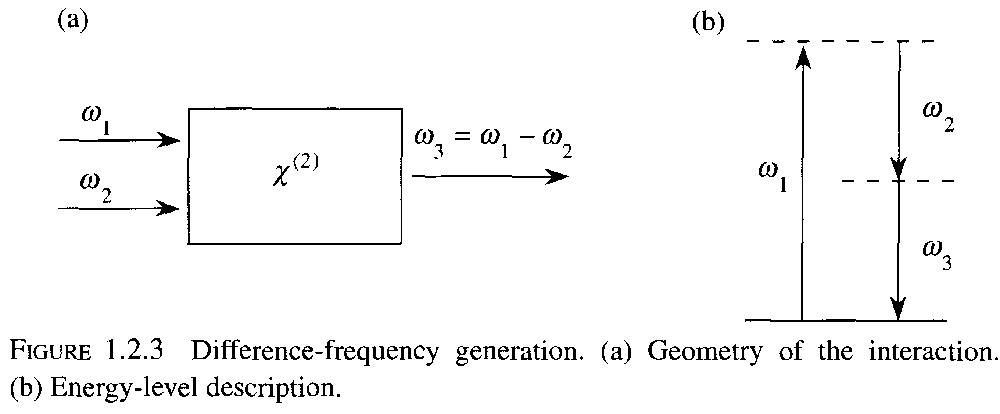 (a)
(b)
ω1
ω2
χ(2)
ω3 = ω1 − ω2
ω1
ω2
ω3
FIGURE 1.2.3 Difference-frequency generation. (a) Geometry of the interaction.
(b) Energy-level description.